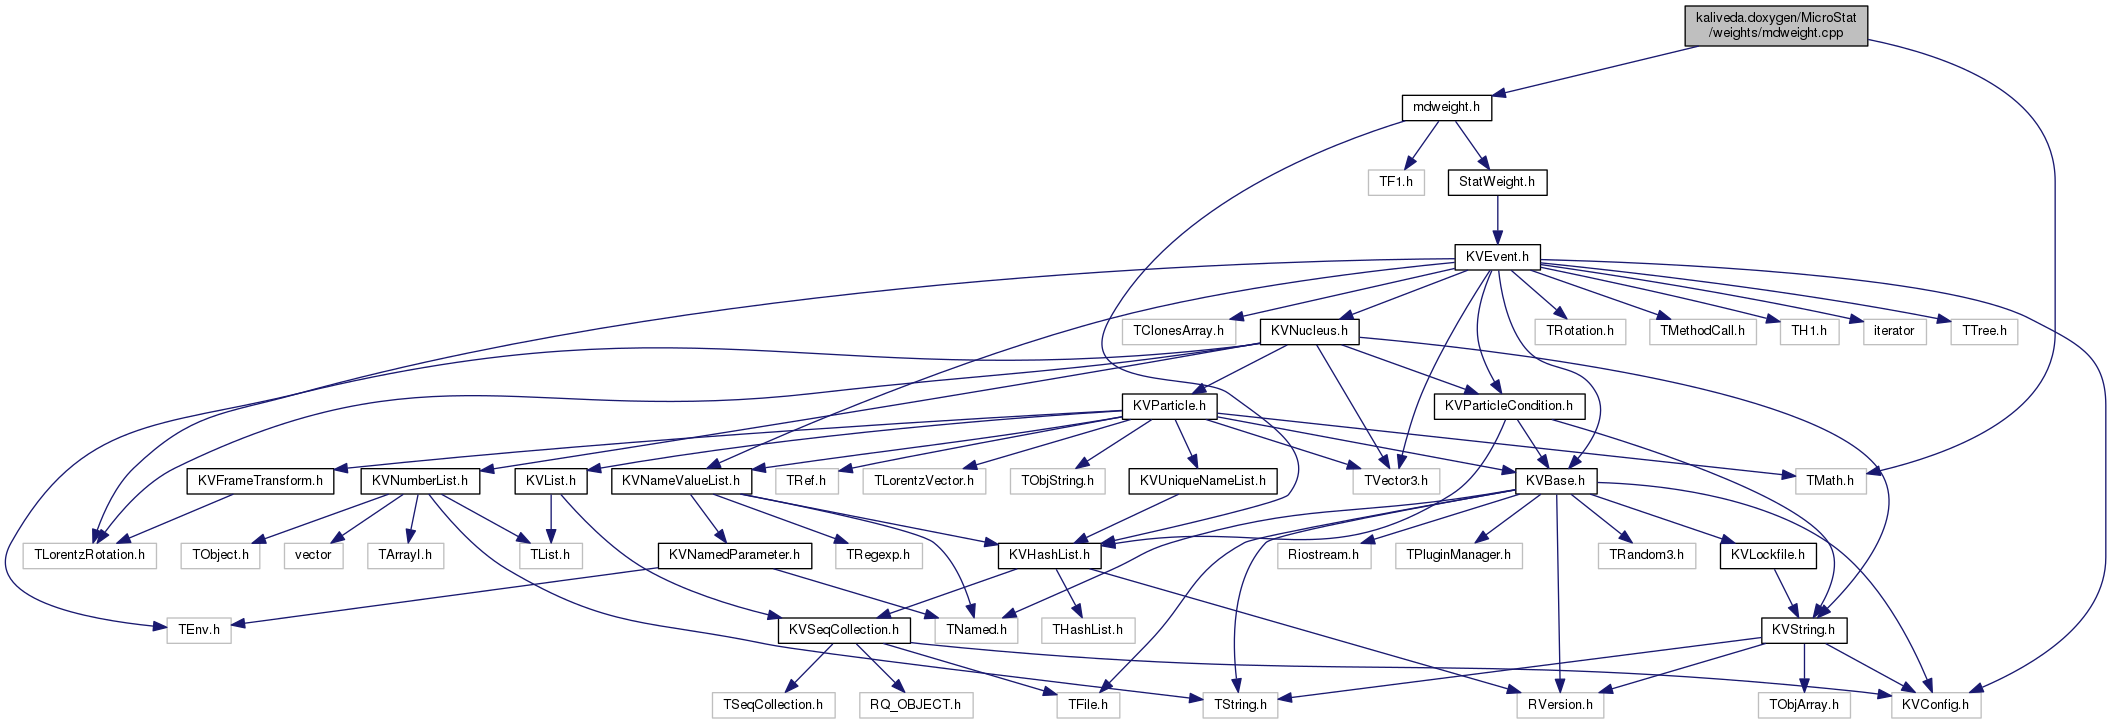 kaliveda.doxygen/MicroStat
/weights/mdweight.cpp
mdweight.h
TF1.h
StatWeight.h
KVEvent.h
TClonesArray.h
KVNucleus.h
TRotation.h
TMethodCall.h
TH1.h
iterator
TTree.h
KVParticle.h
KVParticleCondition.h
KVFrameTransform.h
KVNumberList.h
KVList.h
KVNameValueList.h
TRef.h
TLorentzVector.h
TObjString.h
KVUniqueNameList.h
TVector3.h
KVBase.h
TMath.h
TLorentzRotation.h
TObject.h
vector
TArrayI.h
TList.h
KVNamedParameter.h
TRegexp.h
KVHashList.h
Riostream.h
TPluginManager.h
TRandom3.h
KVLockfile.h
TEnv.h
KVSeqCollection.h
TNamed.h
THashList.h
KVString.h
TSeqCollection.h
RQ_OBJECT.h
TFile.h
TString.h
RVersion.h
TObjArray.h
KVConfig.h